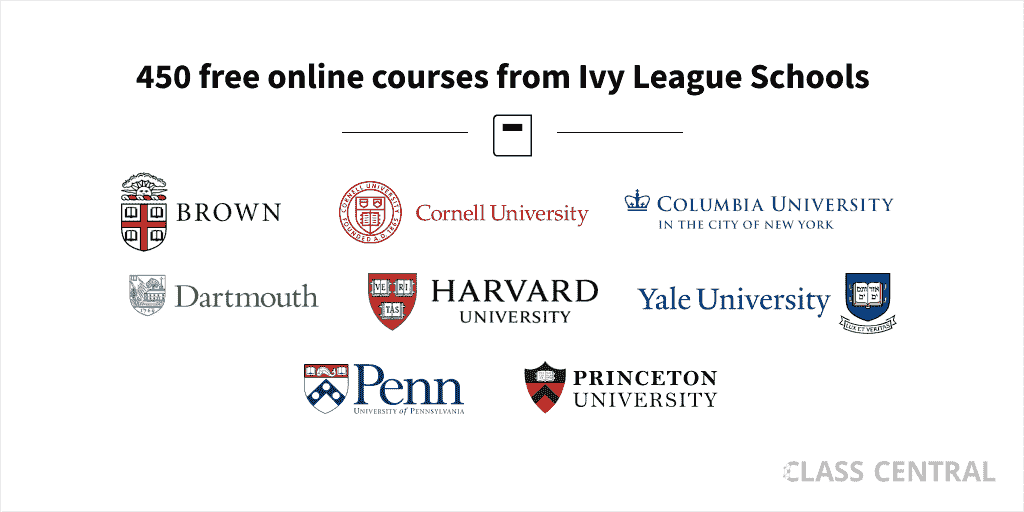 450 free online courses from Ivy League Schools
BROWN
CORNELL UNIVERSITY
FOUNDED A.D. 1865
Cornell University
COLUMBIA UNIVERSITY
IN THE CITY OF NEW YORK
Dartmouth
VE RI
TAS
HARVARD
UNIVERSITY
Yale University
LUX ET VERITAS
Penn
UNIVERSITY of PENNSYLVANIA
PRINCETON
UNIVERSITY
CLASS CENTRAL